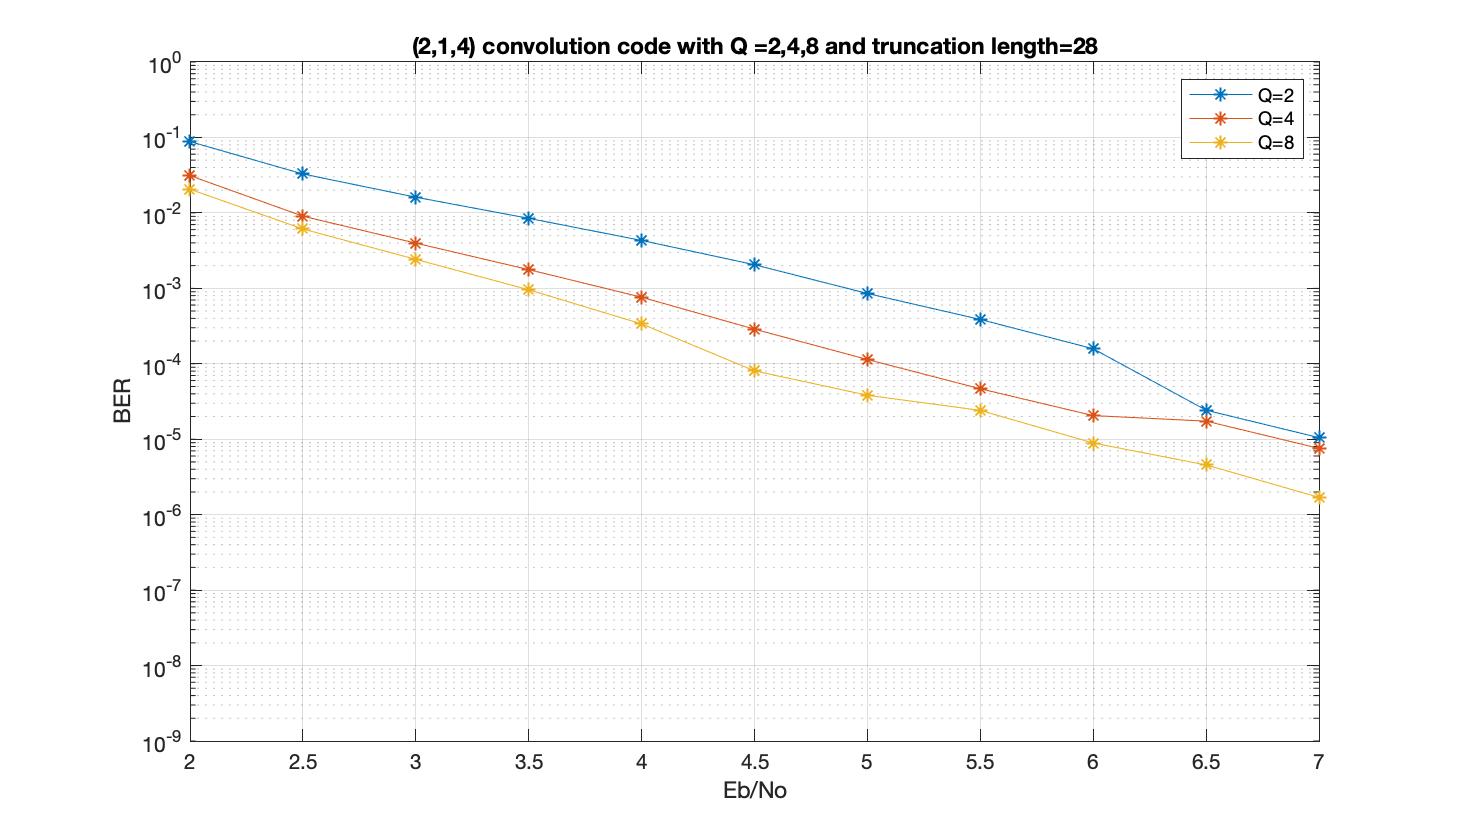 (2,1,4) convolution code with Q =2,4,8 and truncation length=28
10^0
10^-1
10^-2
10^-3
10^-4
10^-5
10^-6
10^-7
10^-8
10^-9
BER
Q=2
Q=4
Q=8
2 2.5 3 3.5 4 4.5 5 5.5 6 6.5 7
Eb/No